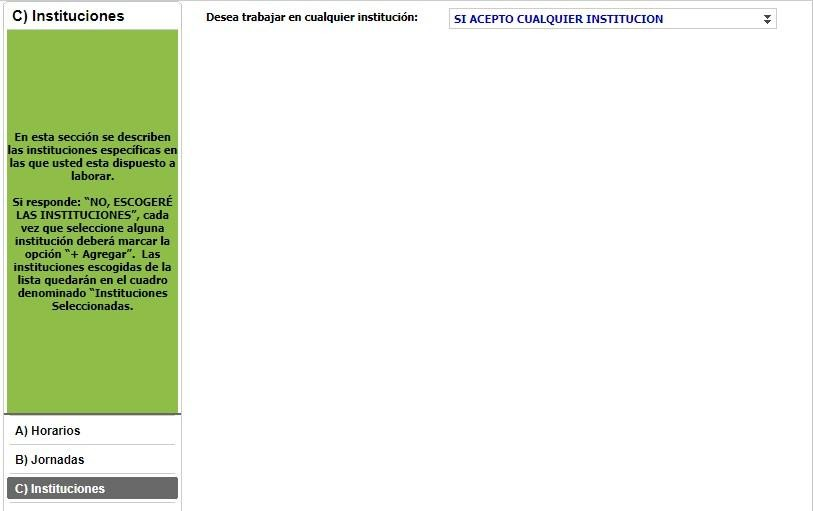 C) Instituciones
Desea trabajar en cualquier institución:
SI ACEPTO CUALQUIER INSTITUCION
En esta sección se describen
las instituciones específicas en
las que usted esta dispuesto a
laborar.
Si responde: “NO, ESCOGERÉ
LAS INSTITUCIONES”, cada
vez que seleccione alguna
institución deberá marcar la
opción “+ Agregar”. Las
instituciones escogidas de la
lista quedarán en el cuadro
denominado “Instituciones
Seleccionadas.
A) Horarios
B) Jornadas
C) Instituciones